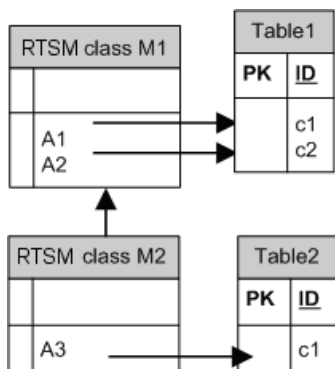 RTSM class M1
A1
A2
Table1
PK ID
c1
c2
RTSM class M2
A3
Table2
PK ID
c1